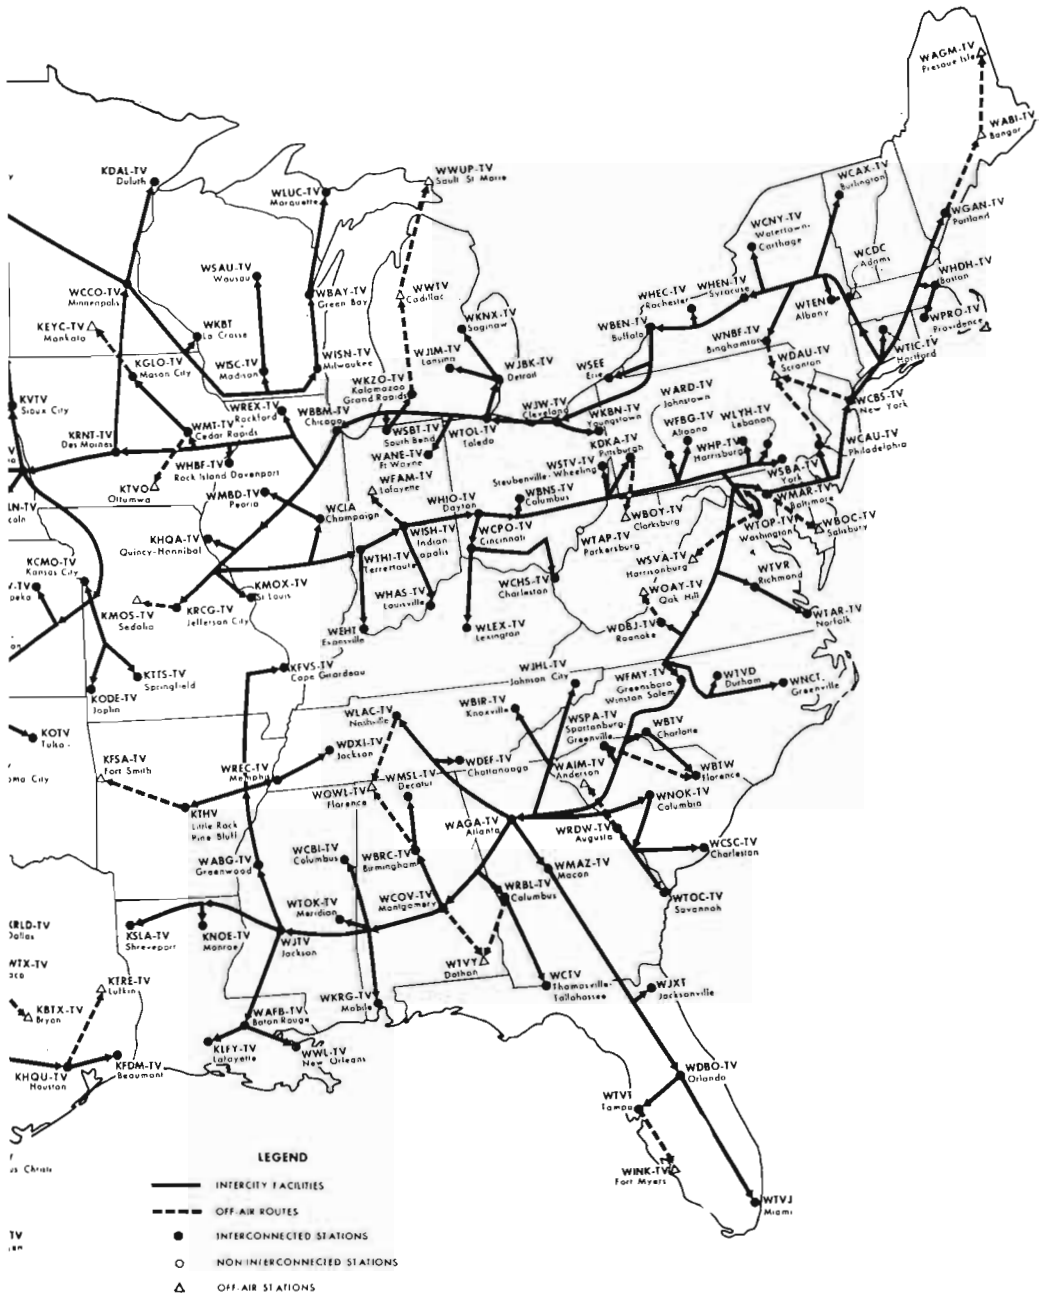 WAGM-TV
Presque Isle
WABI-TV
Bangor
KDAL-TV
Duluth
WWUP-TV
Sault St Marie
WLUC-TV
Marquette
WCAX-TV
Burlington
WGAN-TV
Portland
WCNY-TV
Watertown-
Carthage
WCDC
Adams
WSAU-TV
Wausau
WCCO-TV
Minneapolis
WBAY-TV
Green Bay
WWTV
Cadillac
WHEN-TV
Syracuse
WHEC-TV
Rochester
WHDH-TV
Boston
WTEN
Albany
WPRO-TV
Providence
KEYC-TV
Mankato
WKBT
La Crosse
WKNX-TV
Saginaw
WBEN-TV
Buffalo
WNBF-TV
Binghamton
WTIC-TV
Hartford
KGLO-TV
Mason City
WISC-TV
Madison
WISN-TV
Milwaukee
WJIM-TV
Lansing
WJBK-TV
Detroit
WSEE
Erie
WDAU-TV
Scranton
KVTV
Sioux City
WKZO-TV
Kalamazoo
Grand Rapids
WARD-TV
Johnstown
WCBS-TV
New York
WREX-TV
Rockford
WBBM-TV
Chicago
WJW-TV
Cleveland
WKBN-TV
Youngstown
WFBG-TV
Altoona
WLYH-TV
Lebanon
KRNT-TV
Des Moines
WMT-TV
Cedar Rapids
WSBT-TV
South Bend
WTOL-TV
Toledo
KDKA-TV
Pittsburgh
WHP-TV
Harrisburg
WCAU-TV
Philadelphia
WHBF-TV
Rock Island Davenport
WANE-TV
Ft Wayne
WSTV-TV
Steubenville-Wheeling
WSBA-TV
York
KTVO
Ottumwa
WFAM-TV
Lafayette
WMAR-TV
Baltimore
WMBD-TV
Peoria
WCIA
Champaign
WHIO-TV
Dayton
WBNS-TV
Columbus
WBOY-TV
Clarksburg
WTOP-TV
Washington
WBOC-TV
Salisbury
LN-TV
coln
KHQA-TV
Quincy-Hannibal
WISH-TV
Indian
apolis
WCPO-TV
Cincinnati
WTAP-TV
Parkersburg
KCMO-TV
Kansas City
WTHI-TV
Terre Haute
WSVA-TV
Harrisonburg
WTVR
Richmond
V-TV
peka
KMOX-TV
St Louis
WHAS-TV
Louisville
WCHS-TV
Charleston
WOAY-TV
Oak Hill
KMOS-TV
Sedalia
KRCG-TV
Jefferson City
WEHT
Evansville
WLEX-TV
Lexington
WDBJ-TV
Roanoke
WTAR-TV
Norfolk
KTTS-TV
Springfield
KFVS-TV
Cape Girardeau
WJHL-TV
Johnson City
WFMY-TV
Greensboro
Winston Salem
WTVD
Durham
WNCT
Greenville
KODE-TV
Joplin
WLAC-TV
Nashville
WBIR-TV
Knoxville
WSPA-TV
Spartanburg-
Greenville
WBTV
Charlotte
KOTV
Tulsa
WDXI-TV
Jackson
WDEF-TV
Chattanooga
KFSA-TV
Fort Smith
WREC-TV
Memphis
WMSL-TV
Decatur
WAIM-TV
Anderson
WBTW
Florence
oma City
WOWL-TV
Florence
WNOK-TV
Columbia
KTHV
Little Rock
Pine Bluff
WAGA-TV
Atlanta
WRDW-TV
Augusta
WCBI-TV
Columbus
WBRC-TV
Birmingham
WCSC-TV
Charleston
WABG-TV
Greenwood
WMAZ-TV
Macon
WTOK-TV
Meridian
WCOV-TV
Montgomery
WRBL-TV
Columbus
WTOC-TV
Savannah
KRLD-TV
Dallas
KSLA-TV
Shreveport
KNOE-TV
Monroe
WJTV
Jackson
WTVY
Dothan
WTX-TV
aco
KTRE-TV
Lufkin
WKRG-TV
Mobile
WCTV
Thomasville-
Tallahassee
WJXT
Jacksonville
KBTX-TV
Bryan
WAFB-TV
Baton Rouge
KLFY-TV
Lafayette
WWL-TV
New Orleans
KHQU-TV
Houston
KFDM-TV
Beaumont
WDBO-TV
Orlando
WTVT
Tampa
us Christi
WINK-TV
Fort Myers
WTVJ
Miami
TV
LEGEND
INTERCITY FACILITIES
OFF-AIR ROUTES
INTERCONNECTED STATIONS
NON INTERCONNECTED STATIONS
OFF-AIR STATIONS